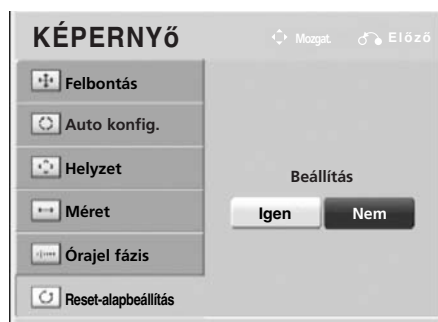 KÉPERNYő
Mozgat. Előző
Felbontás
Auto konfig.
Helyzet
Méret
Órajel fázis
Reset-alapbeállítás
Beállítás
Igen Nem